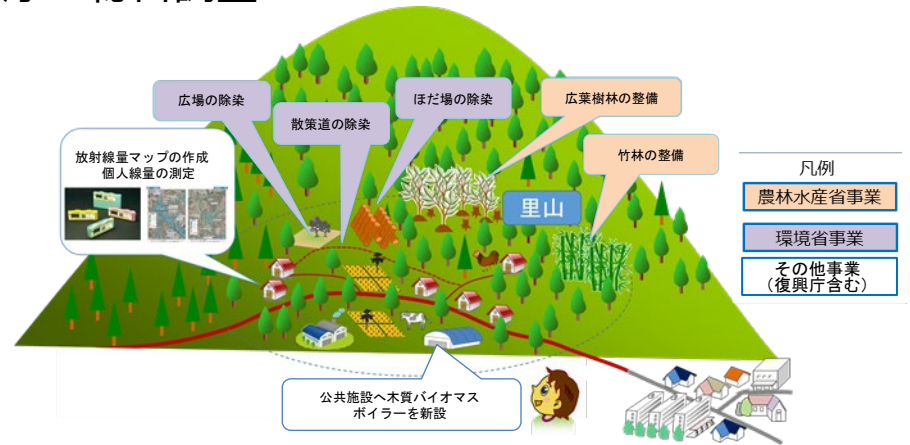 広場の除染
散策道の除染
ほだ場の除染
広葉樹林の整備
竹林の整備
放射線量マップの作成
個人線量の測定
里山
凡例
農林水産省事業
環境省事業
その他事業
（復興庁含む）
公共施設へ木質バイオマス
ボイラーを新設